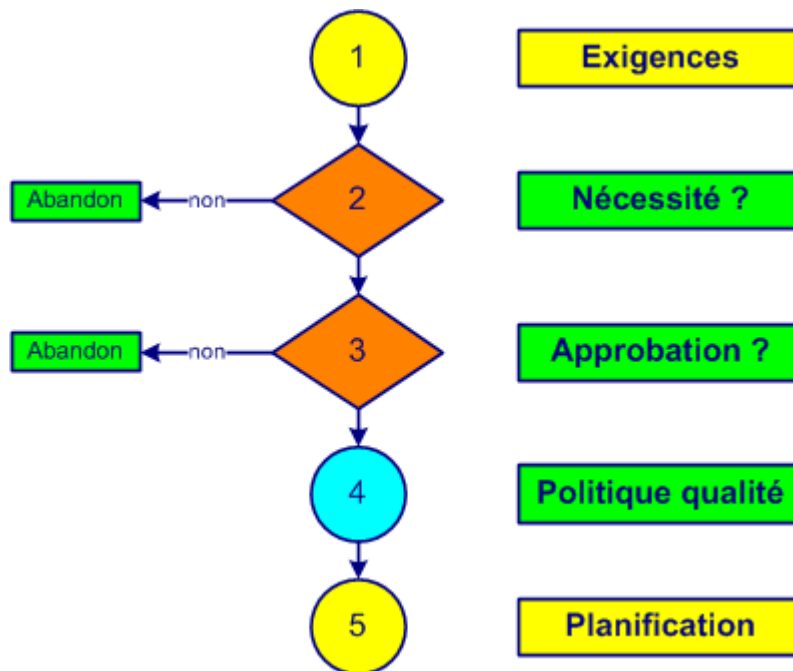 1
Exigences
Abandon
non
2
Nécessité ?
Abandon
non
3
Approbation ?
4
Politique qualité
5
Planification